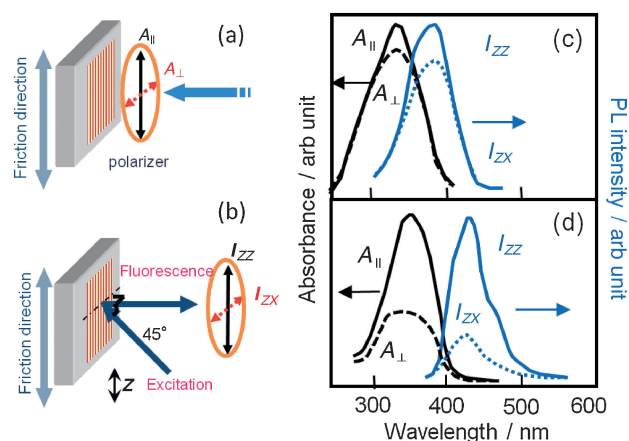 (a)
Friction direction
A∥
A⊥
polarizer
(b)
Friction direction
Fluorescence
45°
Z
Excitation
I_ZZ
I_ZX
(c)
A∥
A⊥
I_ZZ
I_ZX
(d)
A∥
A⊥
I_ZZ
I_ZX
Absorbance / arb unit
PL intensity / arb unit
300 400 500 600
Wavelength / nm